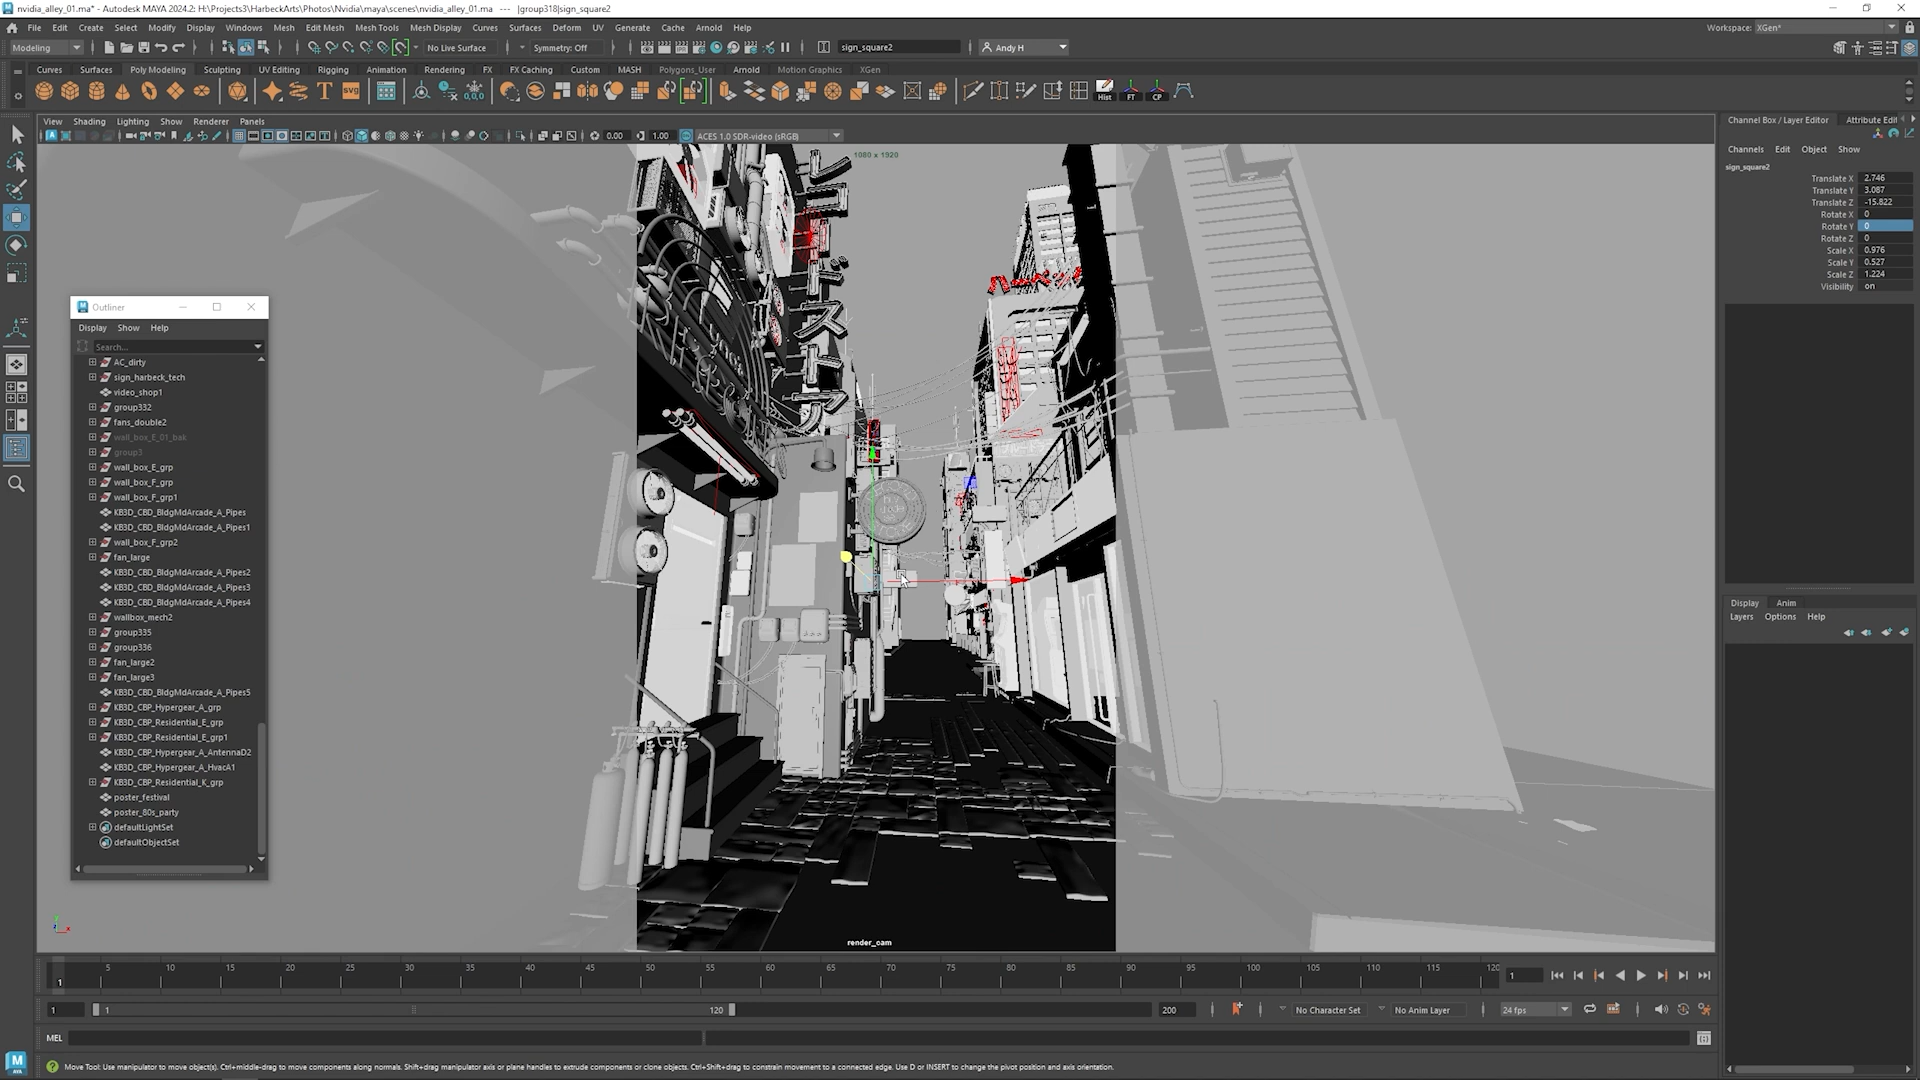 nvidia_alley_01.ma* - Autodesk MAYA 2024.2: H:\Projects3\HarbeckArts\Photos\Nvidia\maya\scenes\nvidia_alley_01.ma --- |group318|sign_square2
File Edit Create Select Modify Display Windows Mesh Edit Mesh Mesh Tools Mesh Display Curves Surfaces Deform UV Generate Cache Arnold Help
Workspace: XGen*
Modeling No Live Surface Symmetry: Off sign_square2 Andy H
Curves Surfaces Poly Modeling Sculpting UV Editing Rigging Animation Rendering FX FX Caching Custom MASH Polygons_User Arnold Motion Graphics XGen
SVG 0,0,0 Hist FT CP
View Shading Lighting Show Renderer Panels
0.00 1.00 ACES 1.0 SDR-video (sRGB)
1080 x 1920
Outliner
Display Show Help
Search...
AC_dirty
sign_harbeck_tech
video_shop1
group332
fans_double2
wall_box_E_01_bak
group3
wall_box_E_grp
wall_box_F_grp
wall_box_F_grp1
KB3D_CBD_BldgMdArcade_A_Pipes
KB3D_CBD_BldgMdArcade_A_Pipes1
wall_box_F_grp2
fan_large
KB3D_CBD_BldgMdArcade_A_Pipes2
KB3D_CBD_BldgMdArcade_A_Pipes3
KB3D_CBD_BldgMdArcade_A_Pipes4
wallbox_mech2
group335
group336
fan_large2
fan_large3
KB3D_CBD_BldgMdArcade_A_Pipes5
KB3D_CBP_Hypergear_A_grp
KB3D_CBP_Residential_E_grp
KB3D_CBP_Residential_E_grp1
KB3D_CBP_Hypergear_A_AntennaD2
KB3D_CBP_Hypergear_A_HvacA1
KB3D_CBP_Residential_K_grp
poster_festival
poster_80s_party
defaultLightSet
defaultObjectSet
render_cam
Channel Box / Layer Editor Attribute Edit
Channels Edit Object Show
sign_square2
Translate X 2.746
Translate Y 3.087
Translate Z -15.822
Rotate X 0
Rotate Y 0
Rotate Z 0
Scale X 0.976
Scale Y 0.527
Scale Z 1.224
Visibility on
Display Anim
Layers Options Help
5 10 15 20 25 30 35 40 45 50 55 60 65 70 75 80 85 90 95 100 105 110 115 120
1 1
1 1 120 200 No Character Set No Anim Layer 24 fps
MEL
Move Tool: Use manipulator to move object(s). Ctrl+middle-drag to move components along normals. Shift+drag manipulator axis or plane handles to extrude components or clone objects. Ctrl+Shift+drag to constrain movement to a connected edge. Use D or INSERT to change the pivot position and axis orientation.